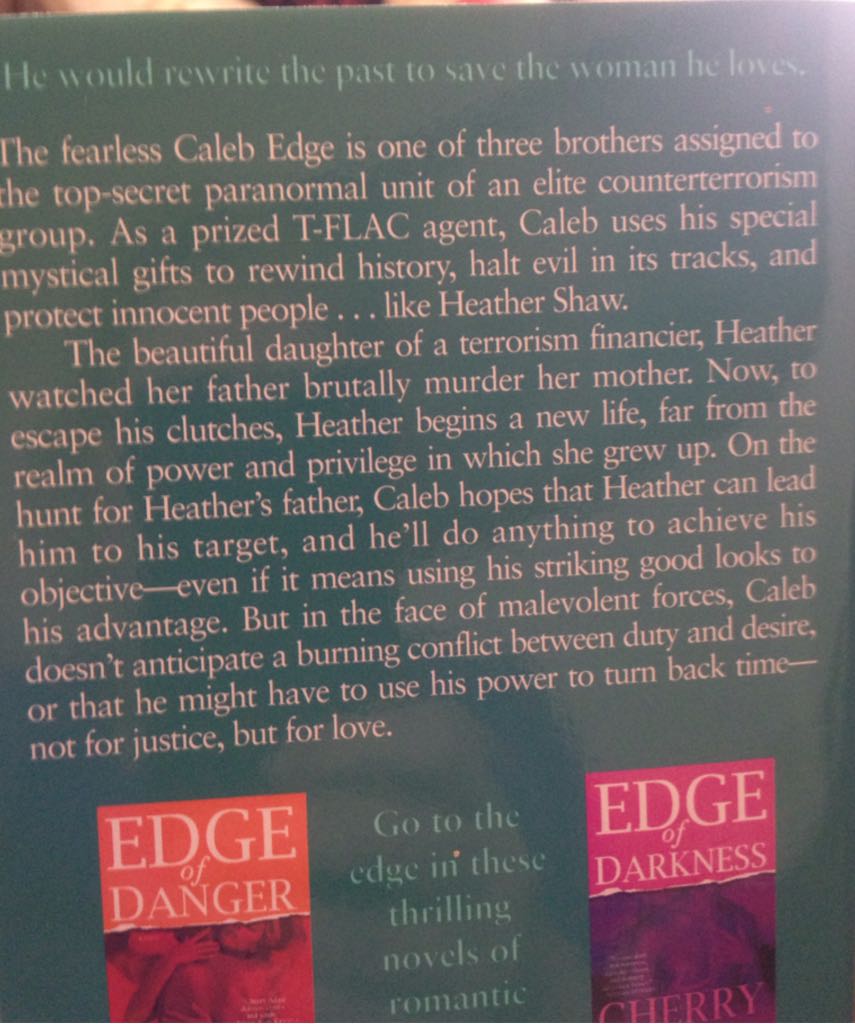 He would rewrite the past to save the woman he loves.
The fearless Caleb Edge is one of three brothers assigned to
the top-secret paranormal unit of an elite counterterrorism
group. As a prized T-FLAC agent, Caleb uses his special
mystical gifts to rewind history, halt evil in its tracks, and
protect innocent people . . . like Heather Shaw.
The beautiful daughter of a terrorism financier, Heather
watched her father brutally murder her mother. Now, to
escape his clutches, Heather begins a new life, far from the
realm of power and privilege in which she grew up. On the
hunt for Heather's father, Caleb hopes that Heather can lead
him to his target, and he'll do anything to achieve his
objective—even if it means using his striking good looks to
his advantage. But in the face of malevolent forces, Caleb
doesn't anticipate a burning conflict between duty and desire,
or that he might have to use his power to turn back time—
not for justice, but for love.
EDGE
of
DANGER
Go to the
edge in these
thrilling
novels of
romantic
EDGE
of
DARKNESS
CHERRY